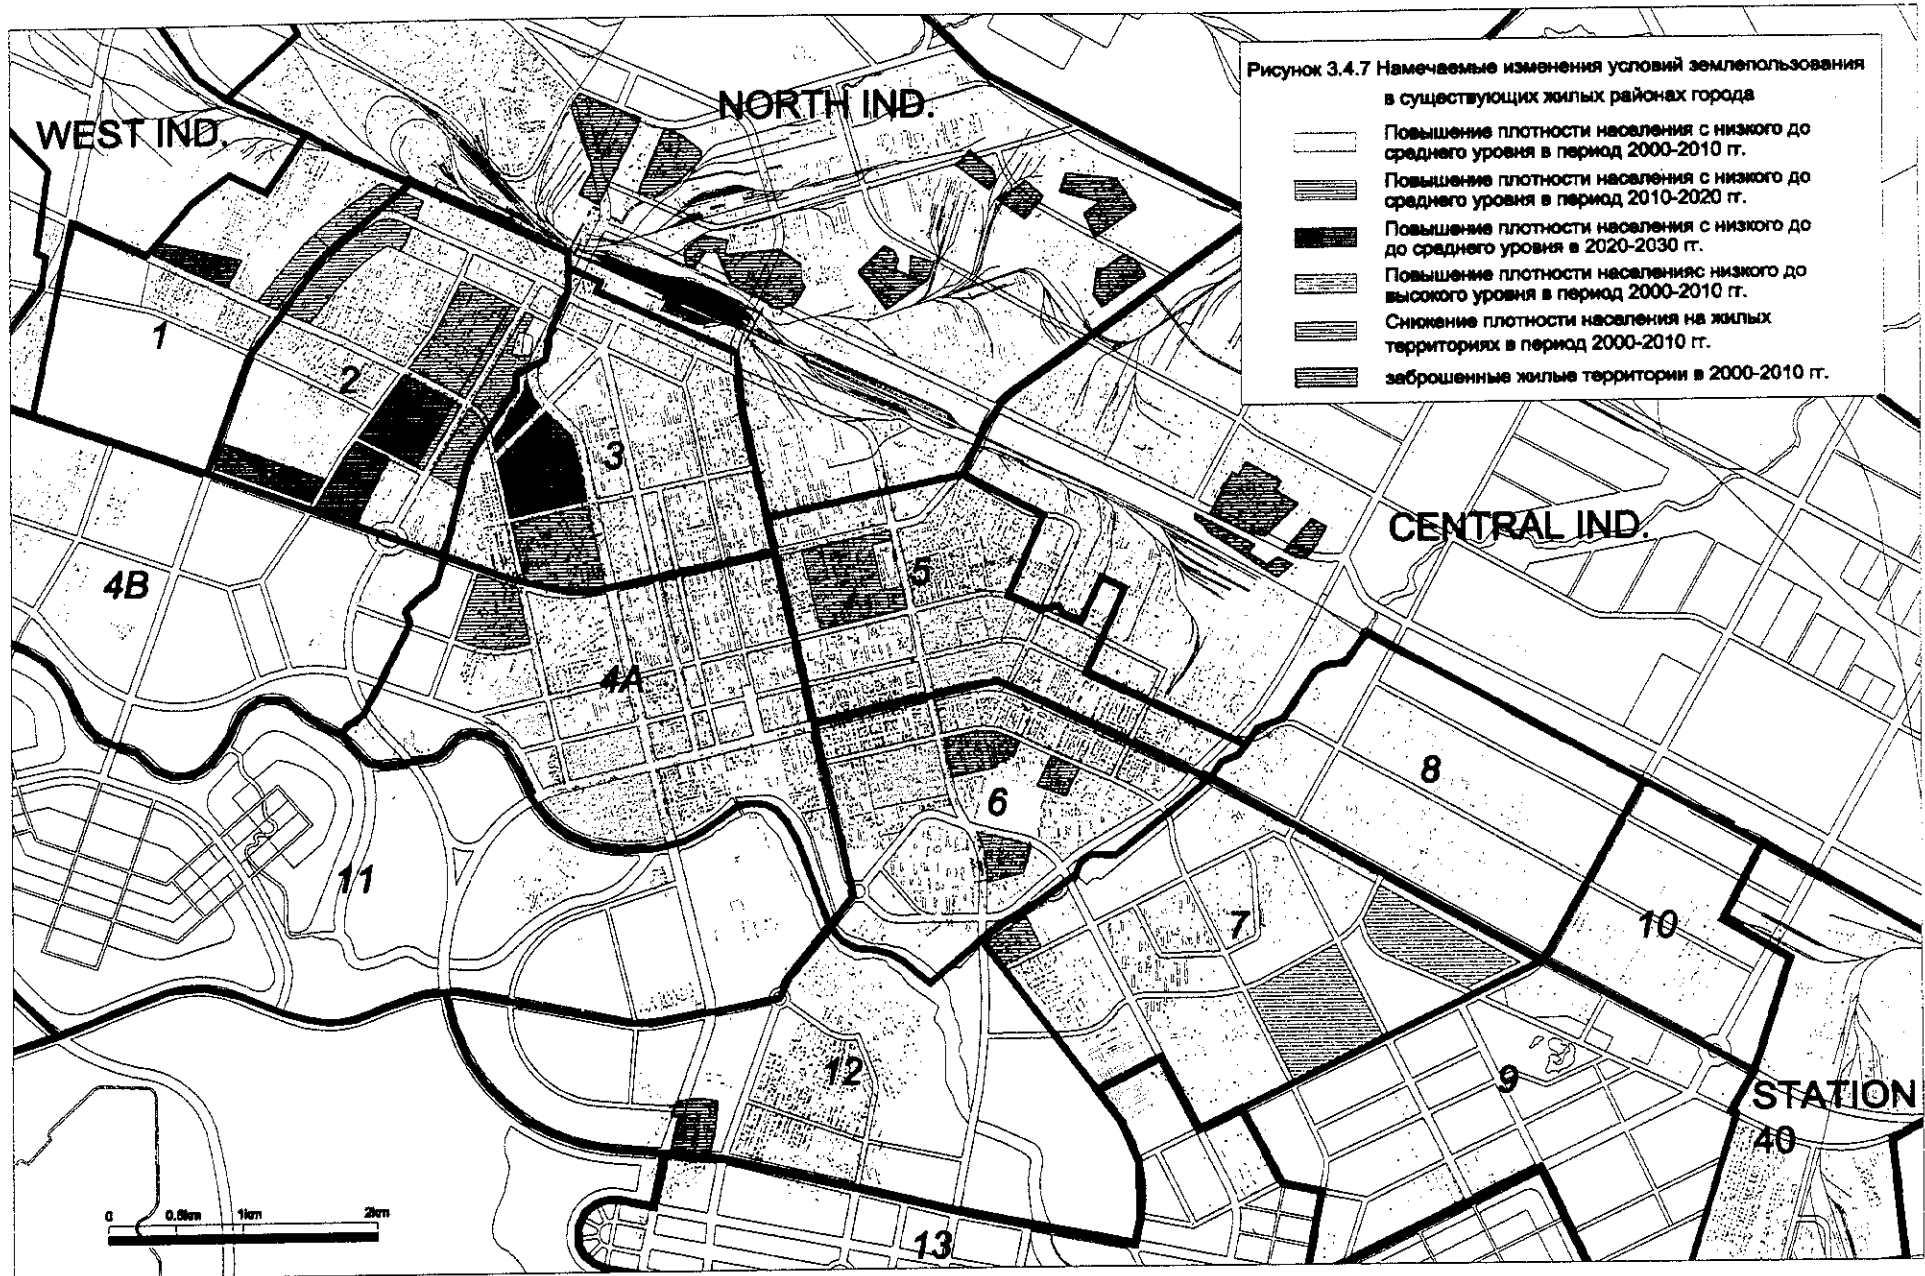 Рисунок 3.4.7 Намечаемые изменения условий землепользования
в существующих жилых районах города
Повышение плотности населения с низкого до
среднего уровня в период 2000-2010 гг.
Повышение плотности населения с низкого до
среднего уровня в период 2010-2020 гг.
Повышение плотности населения с низкого до
до среднего уровня в 2020-2030 гг.
Повышение плотности населенияс низкого до
высокого уровня в период 2000-2010 гг.
Снижение плотности населения на жилых
территориях в период 2000-2010 гг.
заброшенные жилые территории в 2000-2010 гг.
NORTH IND.
WEST IND.
1
2
3
CENTRAL IND.
4B
5
4A
8
6
11
7
10
12
9
STATION
40
0 0.5km 1km 2km
13